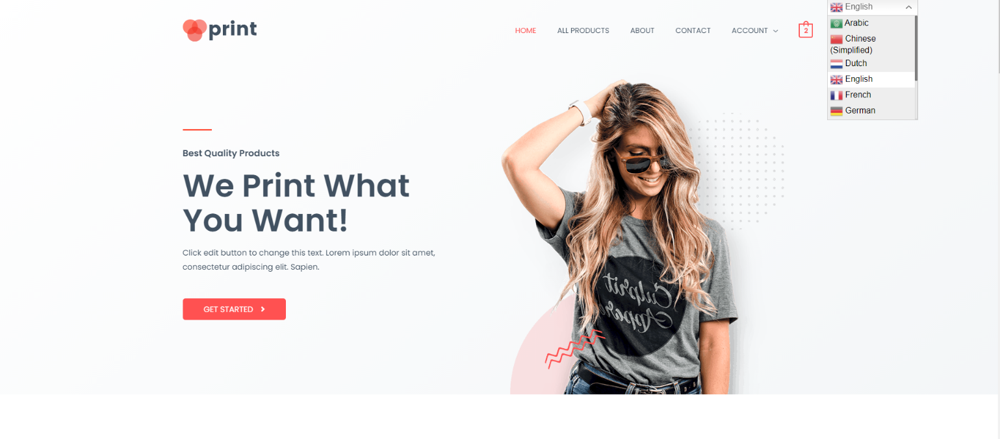 print
HOME
ALL PRODUCTS
ABOUT
CONTACT
ACCOUNT
2
English
Arabic
Chinese
(Simplified)
Dutch
English
French
German
Best Quality Products
We Print What
You Want!
Click edit button to change this text. Lorem ipsum dolor sit amet,
consectetur adipiscing elit. Sapien.
GET STARTED
Culprit
Appare